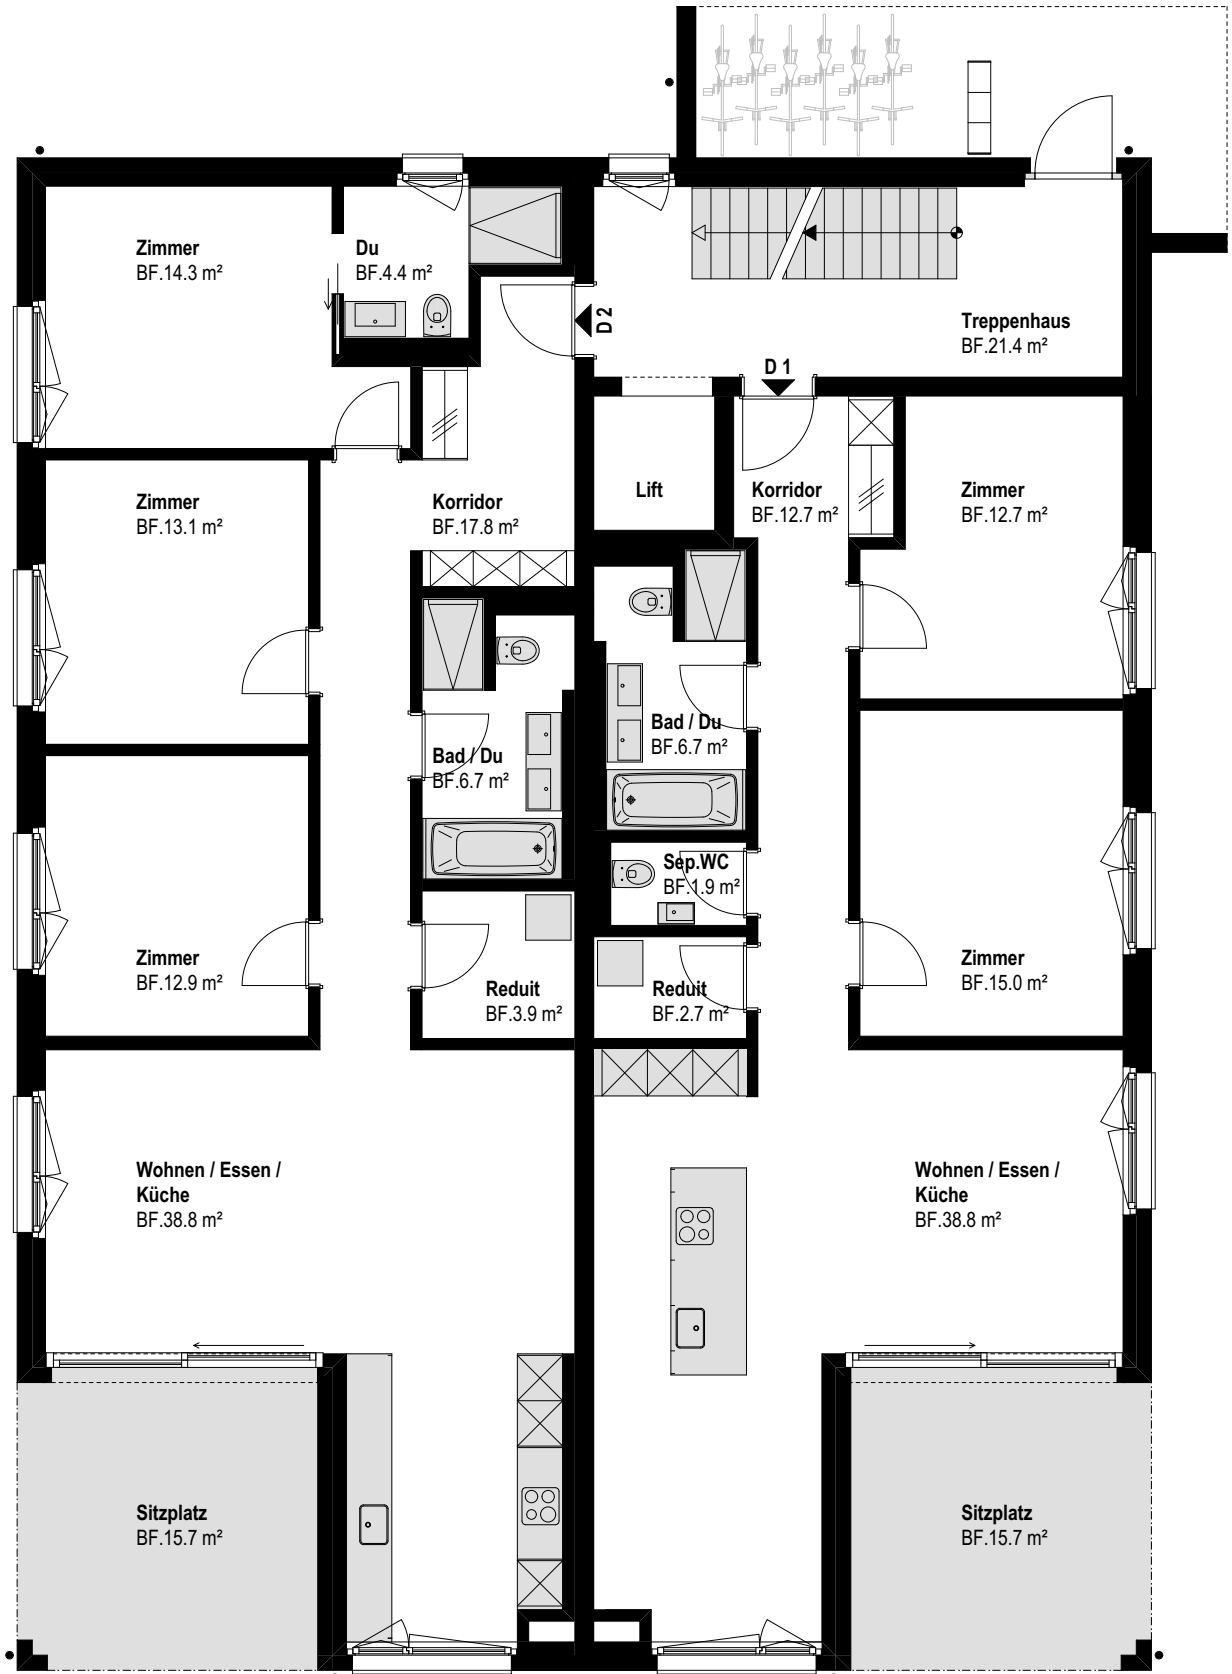 Zimmer
BF.14.3 m²
Du
BF.4.4 m²
D 2
Treppenhaus
BF.21.4 m²
D 1
Zimmer
BF.13.1 m²
Korridor
BF.17.8 m²
Lift
Korridor
BF.12.7 m²
Zimmer
BF.12.7 m²
Bad / Du
BF.6.7 m²
Bad / Du
BF.6.7 m²
Sep.WC
BF.1.9 m²
Zimmer
BF.12.9 m²
Reduit
BF.3.9 m²
Reduit
BF.2.7 m²
Zimmer
BF.15.0 m²
Wohnen / Essen /
Küche
BF.38.8 m²
Wohnen / Essen /
Küche
BF.38.8 m²
Sitzplatz
BF.15.7 m²
Sitzplatz
BF.15.7 m²